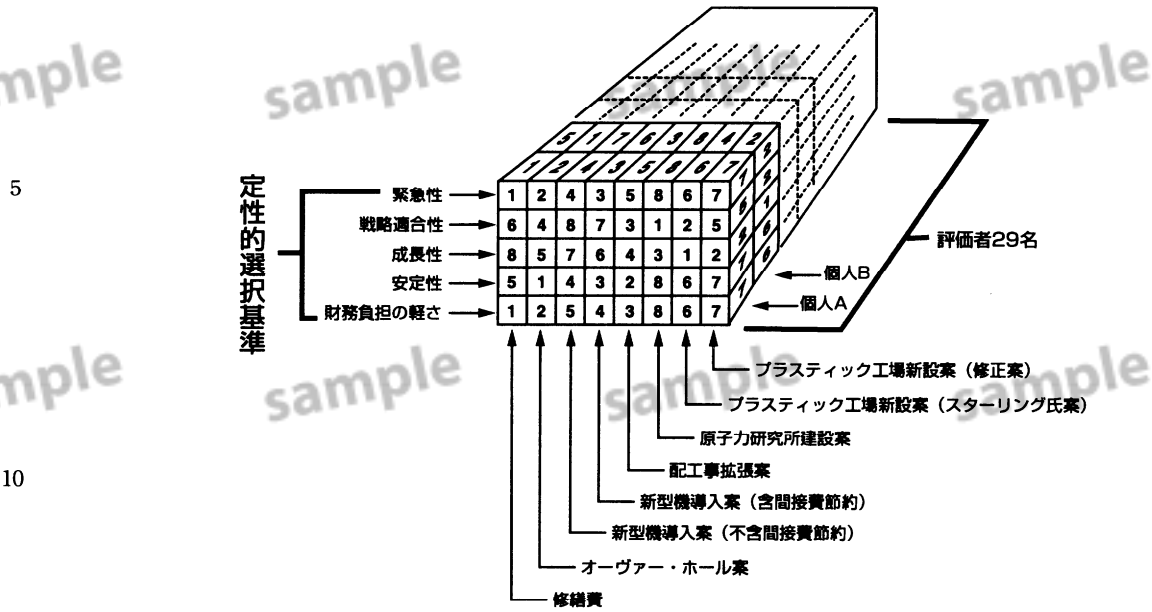 sample
sample
sample
sample
5 1 7 6 3 8 4 2
1 2 4 3 5 8 6 7
5
定性的選択基準
緊急性 1 2 4 3 5 8 6 7
戦略適合性 6 4 8 7 3 1 2 5
成長性 8 5 7 6 4 3 1 2
安定性 5 1 4 3 2 8 6 7
財務負担の軽さ 1 2 5 4 3 8 6 7
評価者29名
個人B
個人A
sample
sample
sample
sample
プラスティック工場新設案（修正案）
プラスティック工場新設案（スターリング氏案）
原子力研究所建設案
配工事拡張案
10
新型機導入案（含間接費節約）
新型機導入案（不含間接費節約）
オーヴァー・ホール案
修繕費